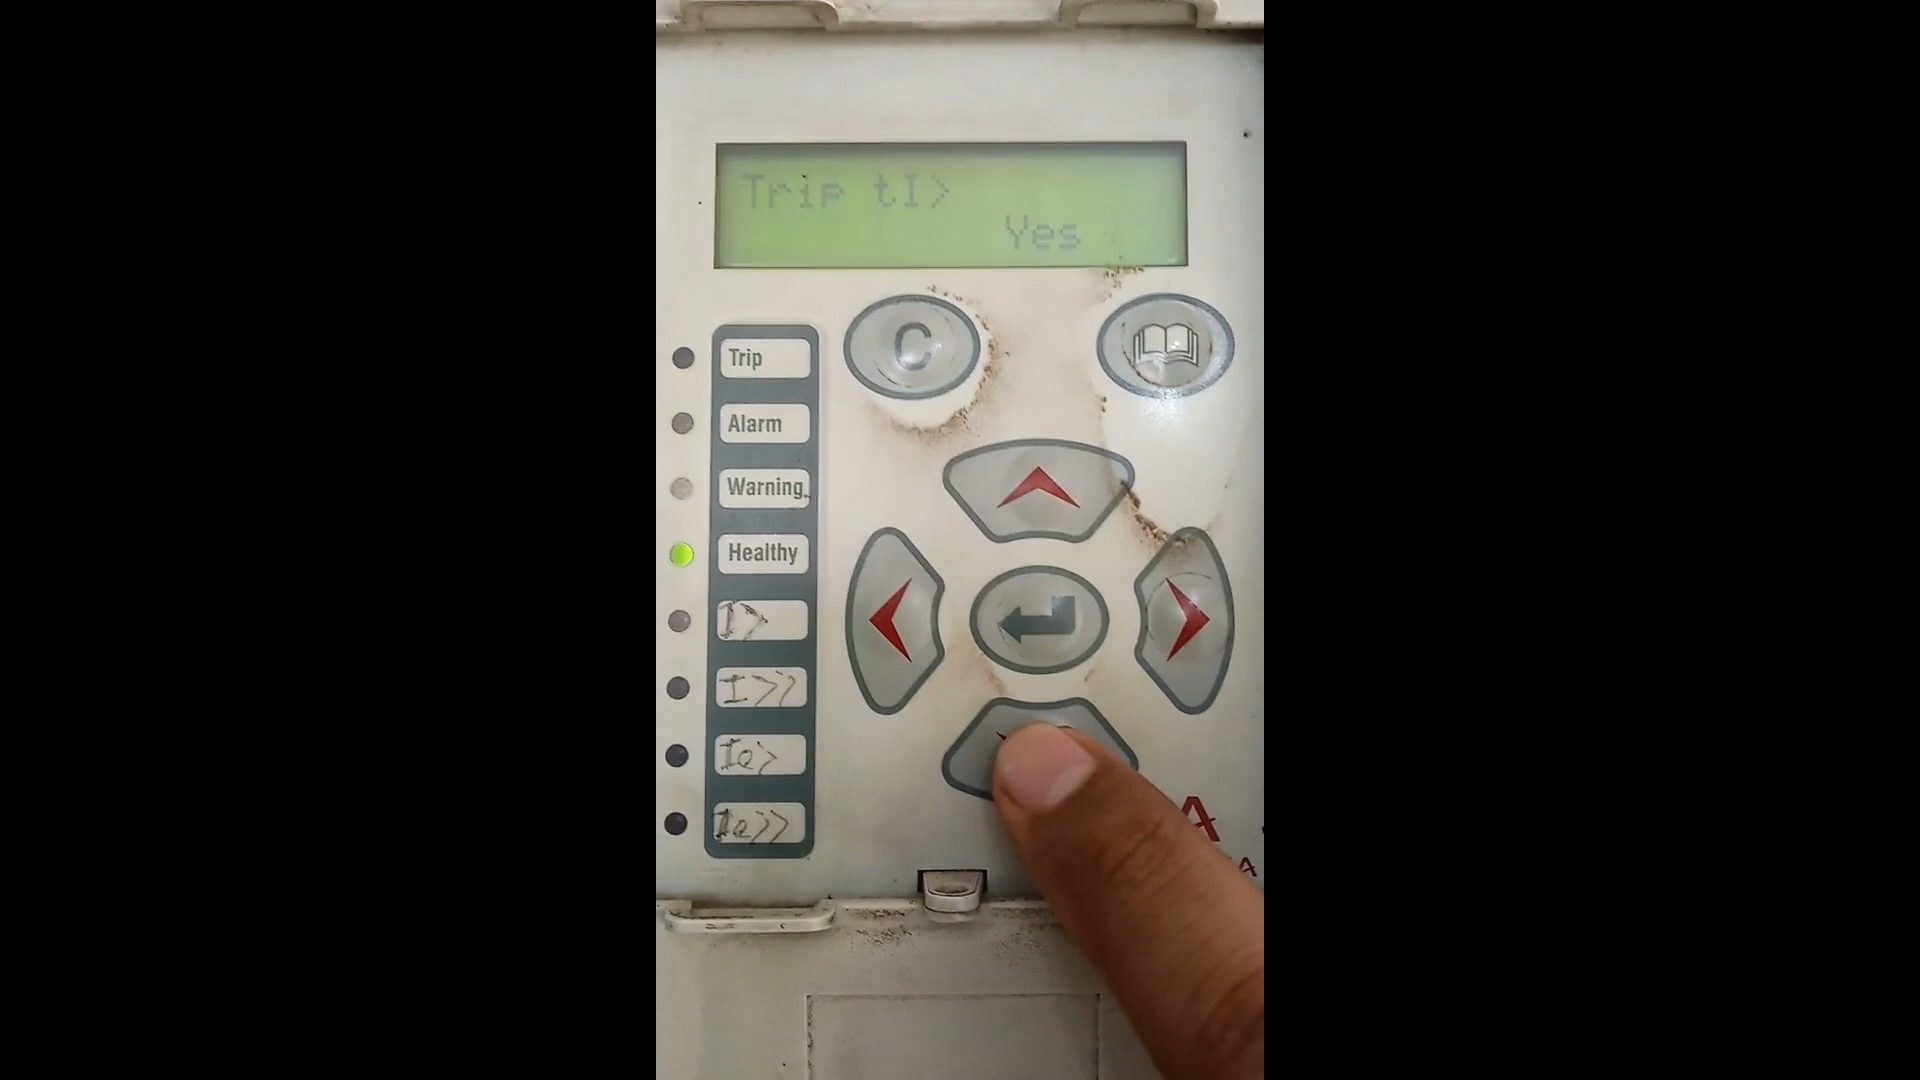 Trip tI>
Yes
C
Trip
Alarm
Warning
Healthy
I>
I>>
Ie>
Ie>>
A
A